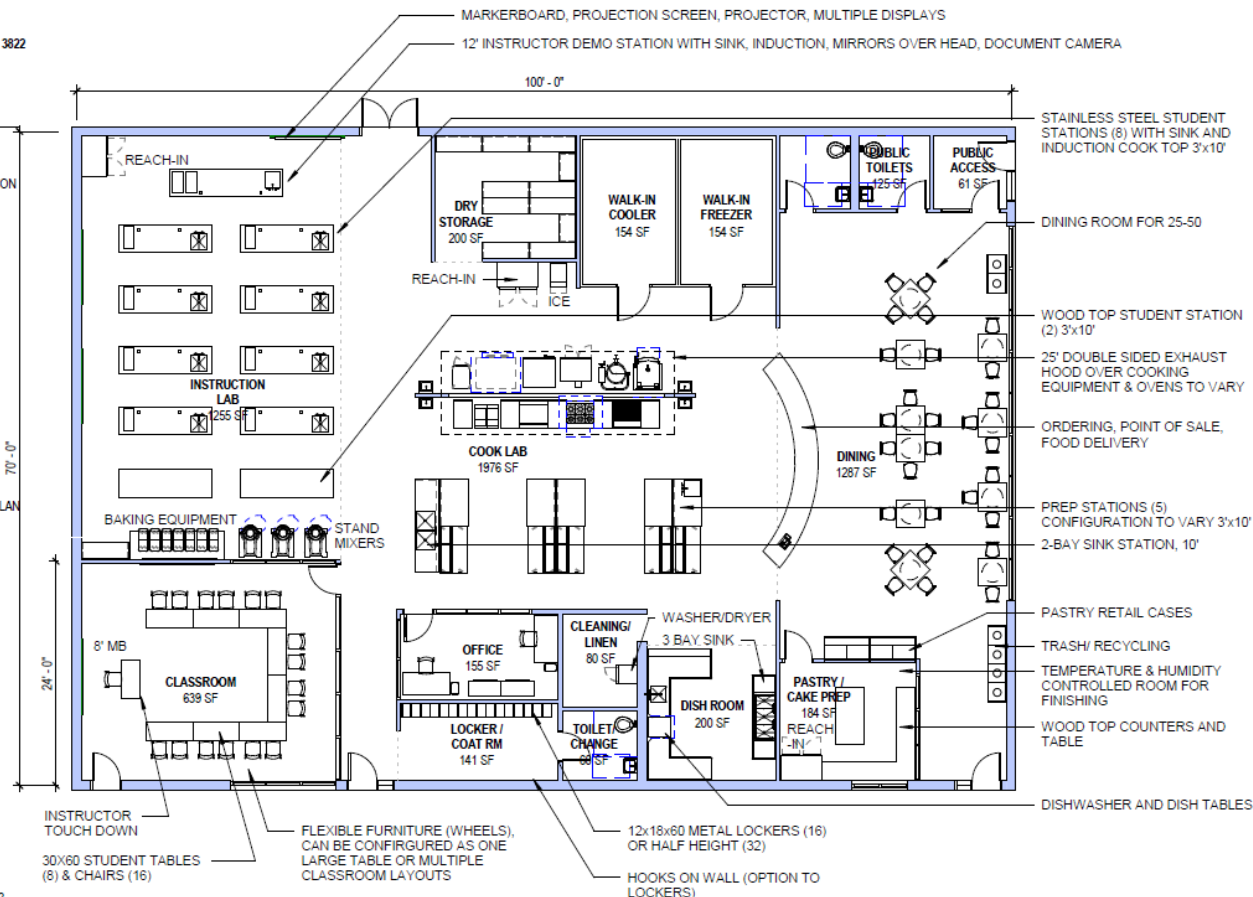 MARKERBOARD, PROJECTION SCREEN, PROJECTOR, MULTIPLE DISPLAYS
3822
12' INSTRUCTOR DEMO STATION WITH SINK, INDUCTION, MIRRORS OVER HEAD, DOCUMENT CAMERA
100' - 0"
STAINLESS STEEL STUDENT
STATIONS (8) WITH SINK AND
INDUCTION COOK TOP 3'x10'
REACH-IN
ON
PUBLIC
TOILETS
125 SF
PUBLIC
ACCESS
61 SF
DRY
STORAGE
200 SF
WALK-IN
COOLER
154 SF
WALK-IN
FREEZER
154 SF
DINING ROOM FOR 25-50
REACH-IN
ICE
WOOD TOP STUDENT STATION
(2) 3'x10'
25' DOUBLE SIDED EXHAUST
HOOD OVER COOKING
EQUIPMENT & OVENS TO VARY
INSTRUCTION
LAB
1255 SF
ORDERING, POINT OF SALE,
FOOD DELIVERY
COOK LAB
1976 SF
DINING
1287 SF
70' - 0"
LAN
PREP STATIONS (5)
CONFIGURATION TO VARY 3'x10'
BAKING EQUIPMENT
STAND
MIXERS
2-BAY SINK STATION, 10'
PASTRY RETAIL CASES
WASHER/DRYER
CLEANING/
LINEN
80 SF
3 BAY SINK
TRASH/ RECYCLING
8' MB
OFFICE
155 SF
24' - 0"
CLASSROOM
639 SF
PASTRY /
CAKE PREP
184 SF
REACH
-IN
TEMPERATURE & HUMIDITY
CONTROLLED ROOM FOR
FINISHING
DISH ROOM
200 SF
WOOD TOP COUNTERS AND
TABLE
LOCKER /
COAT RM
141 SF
TOILET/
CHANGE
DISHWASHER AND DISH TABLES
INSTRUCTOR
TOUCH DOWN
30X60 STUDENT TABLES
(8) & CHAIRS (16)
FLEXIBLE FURNITURE (WHEELS),
CAN BE CONFIRGURED AS ONE
LARGE TABLE OR MULTIPLE
CLASSROOM LAYOUTS
12x18x60 METAL LOCKERS (16)
OR HALF HEIGHT (32)
HOOKS ON WALL (OPTION TO
LOCKERS)